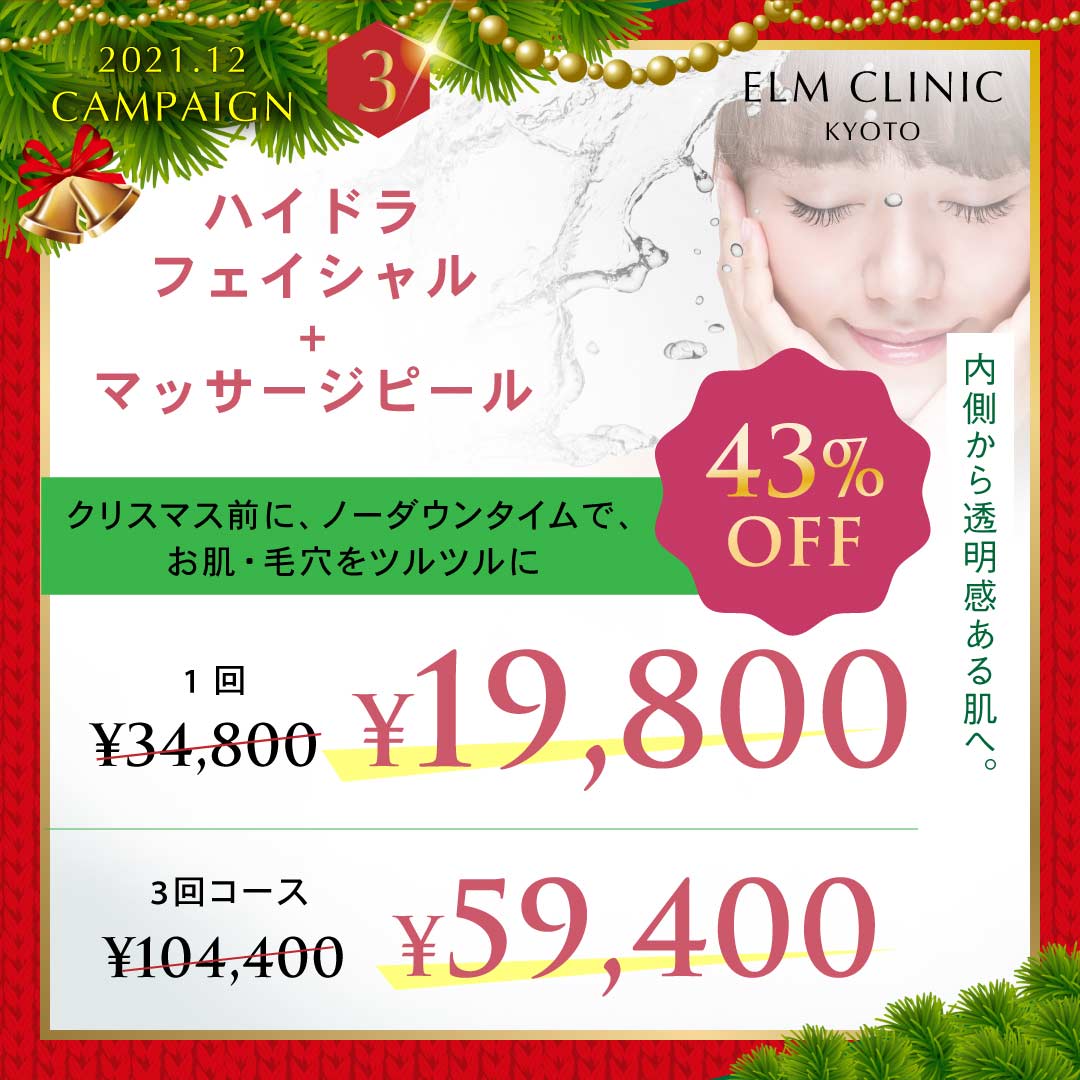 2021.12
CAMPAIGN
3
ELM CLINIC
KYOTO
ハイドラ
フェイシャル
+
マッサージピール
内側から透明感ある肌へ。
43%
OFF
クリスマス前に、ノーダウンタイムで、
お肌・毛穴をツルツルに
1回
¥34,800
¥19,800
3回コース
¥104,400
¥59,400